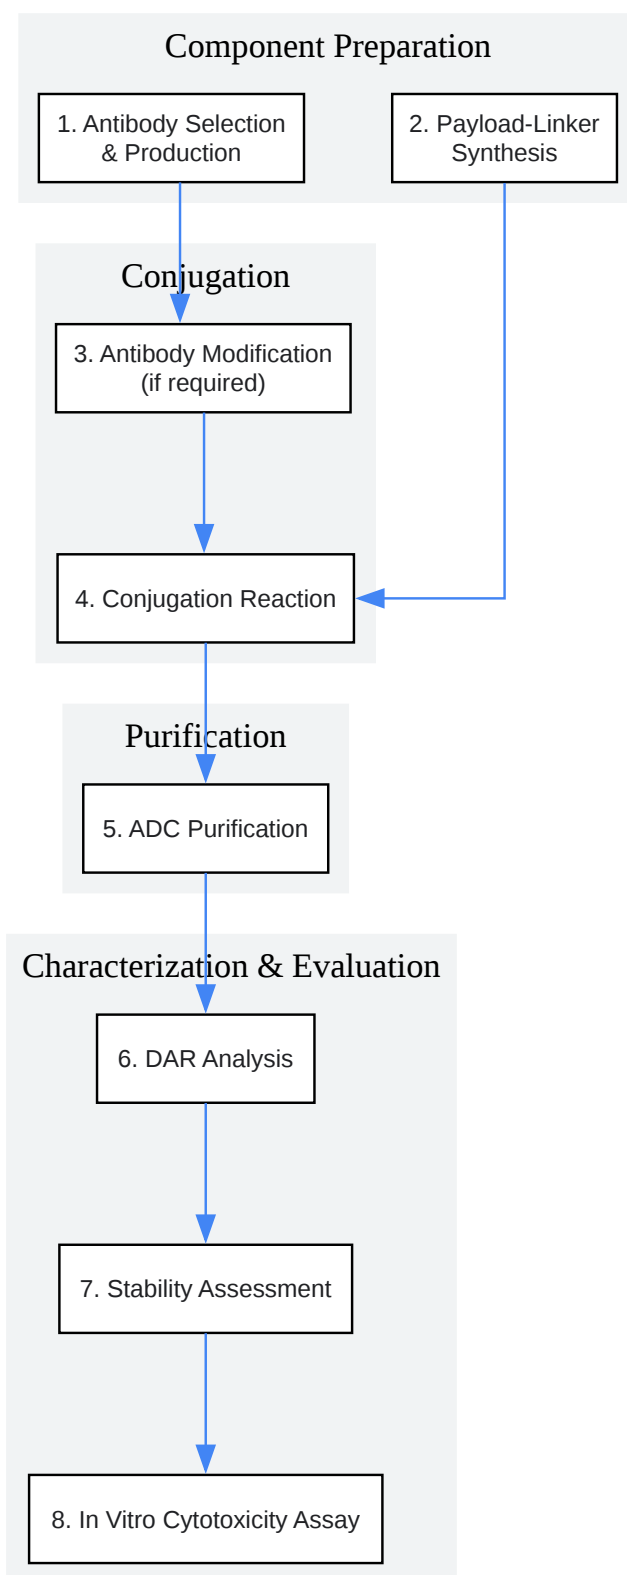 Component Preparation
1. Antibody Selection
& Production
2. Payload-Linker
Synthesis
Conjugation
3. Antibody Modification
(if required)
4. Conjugation Reaction
Purification
5. ADC Purification
Characterization & Evaluation
6. DAR Analysis
7. Stability Assessment
8. In Vitro Cytotoxicity Assay